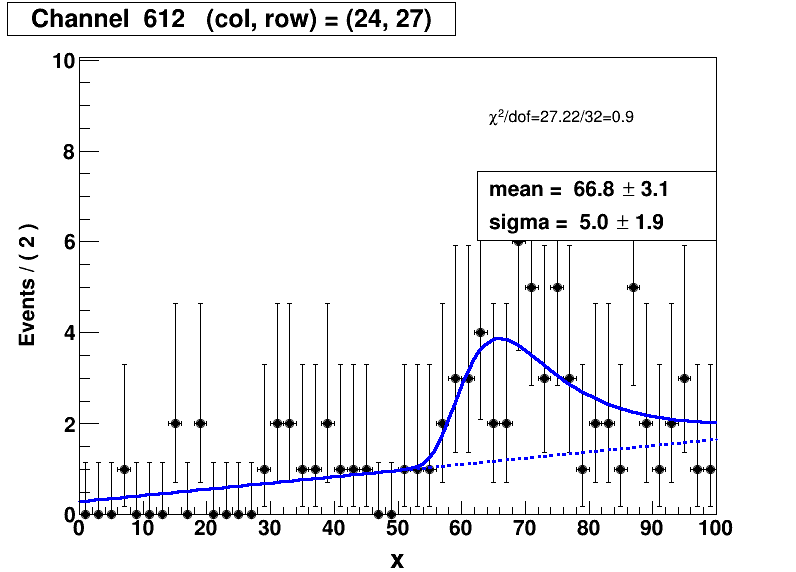 Channel 612 (col, row) = (24, 27)
10
8
6
4
2
0
Events / ( 2 )
χ²/dof=27.22/32=0.9
mean = 66.8 ± 3.1
sigma = 5.0 ± 1.9
0 10 20 30 40 50 60 70 80 90 100
x